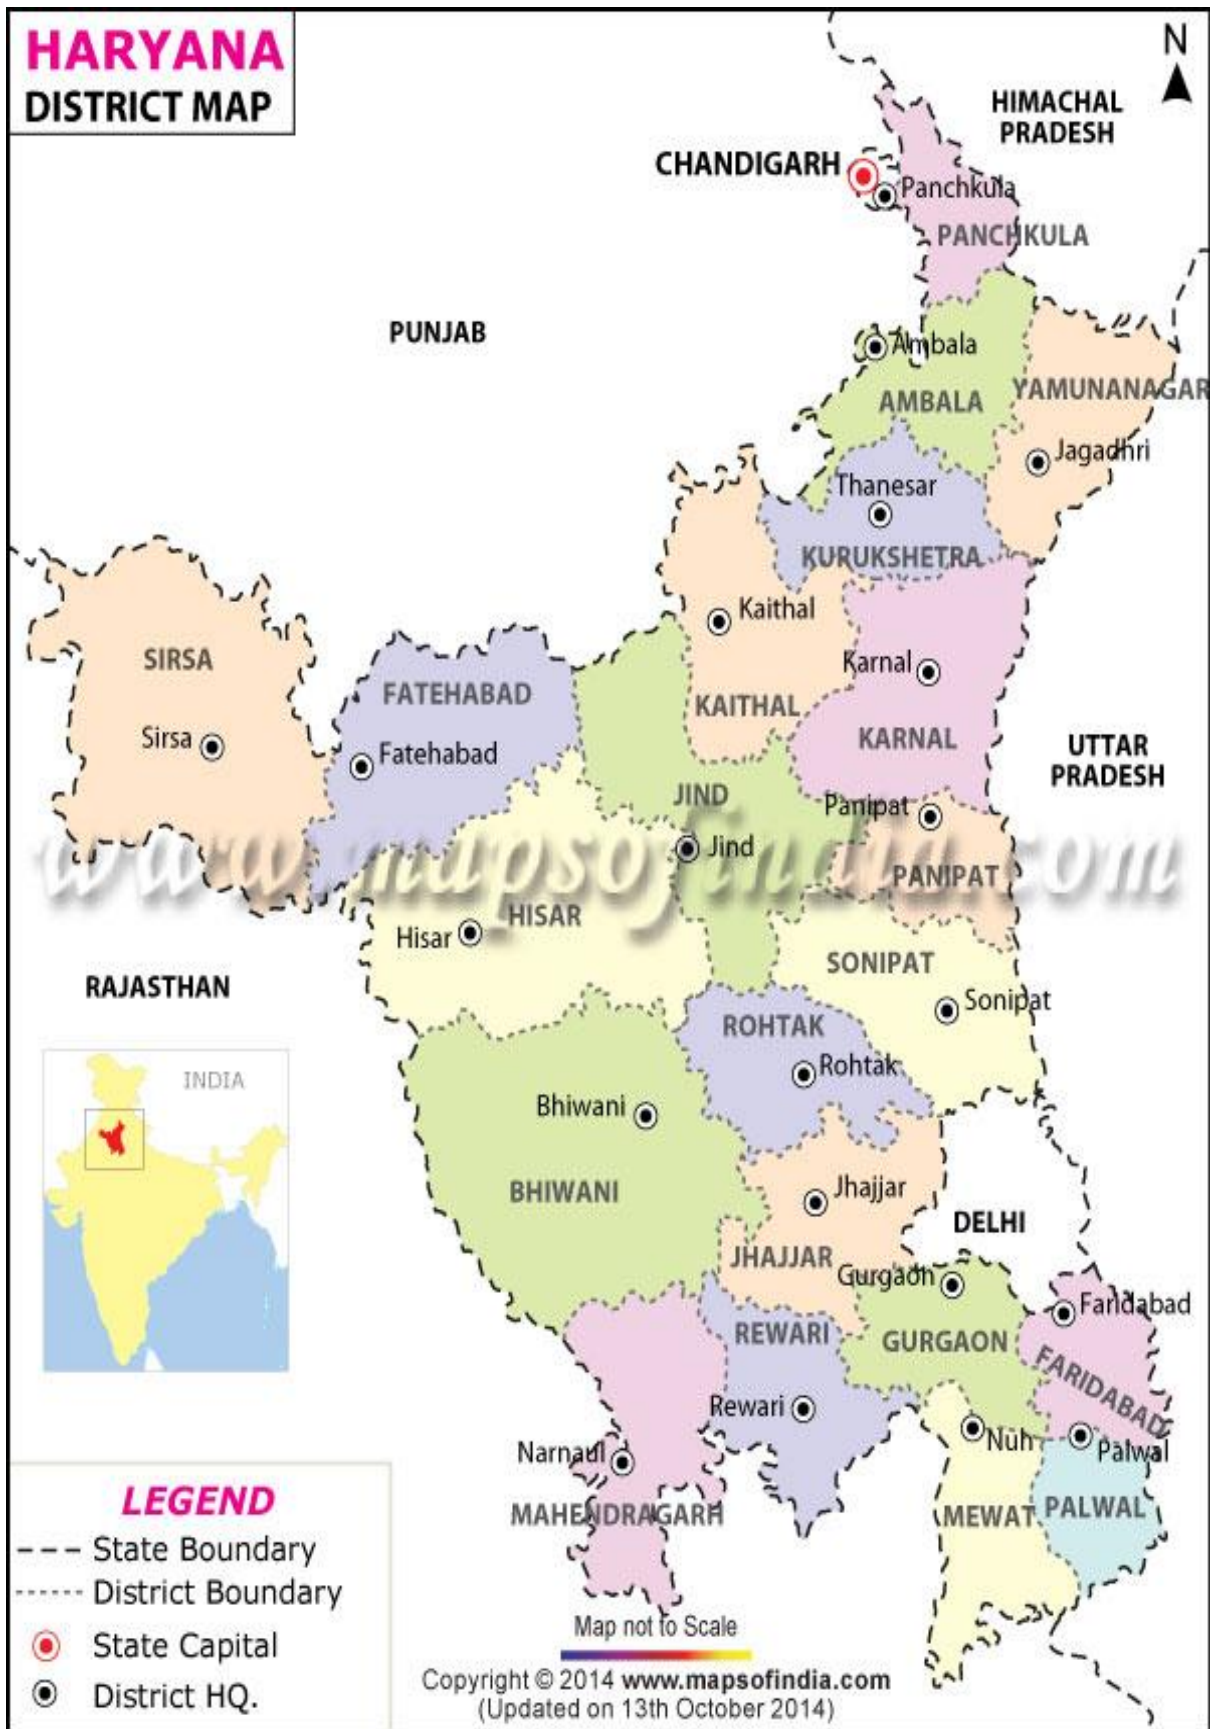 HARYANA
DISTRICT MAP
N
HIMACHAL
PRADESH
CHANDIGARH
Panchkula
PANCHKULA
PUNJAB
Ambala
AMBALA
YAMUNANAGAR
Jagadhri
Thanesar
KURUKSHETRA
Kaithal
KAITHAL
Karnal
KARNAL
SIRSA
Sirsa
FATEHABAD
Fatehabad
UTTAR
PRADESH
JIND
Jind
Panipat
PANIPAT
www.mapsofindia.com
HISAR
Hisar
SONIPAT
Sonipat
RAJASTHAN
ROHTAK
Rohtak
INDIA
Bhiwani
BHIWANI
Jhajjar
JHAJJAR
DELHI
Gurgaon
GURGAON
Faridabad
FARIDABAD
REWARI
Rewari
Narnaul
MAHENDRAGARH
Nuh
MEWAT
Palwal
PALWAL
LEGEND
State Boundary
District Boundary
State Capital
District HQ.
Map not to Scale
Copyright © 2014 www.mapsofindia.com
(Updated on 13th October 2014)